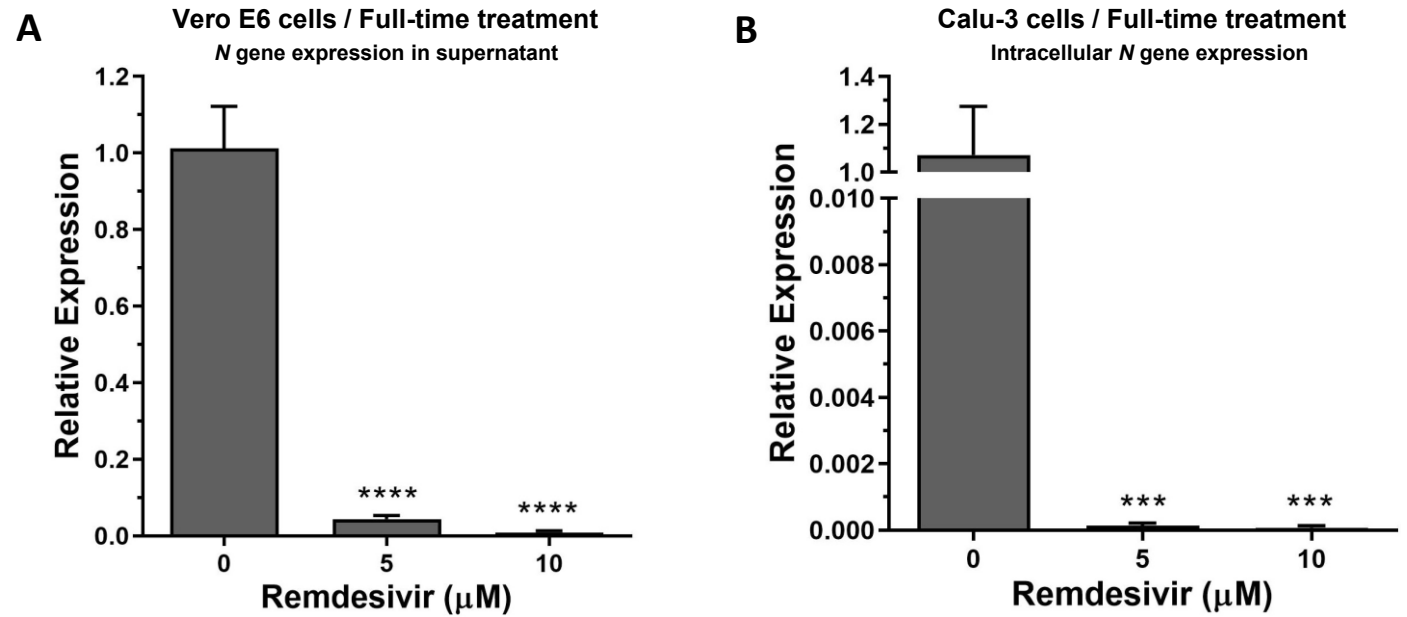 A
Vero E6 cells / Full-time treatment
N gene expression in supernatant
Relative Expression
1.2
1.0
0.8
0.6
0.4
0.2
0.0
****
****
0 5 10
Remdesivir (μM)
B
Calu-3 cells / Full-time treatment
Intracellular N gene expression
Relative Expression
1.4
1.2
1.0
0.010
0.008
0.006
0.004
0.002
0.000
***
***
0 5 10
Remdesivir (μM)